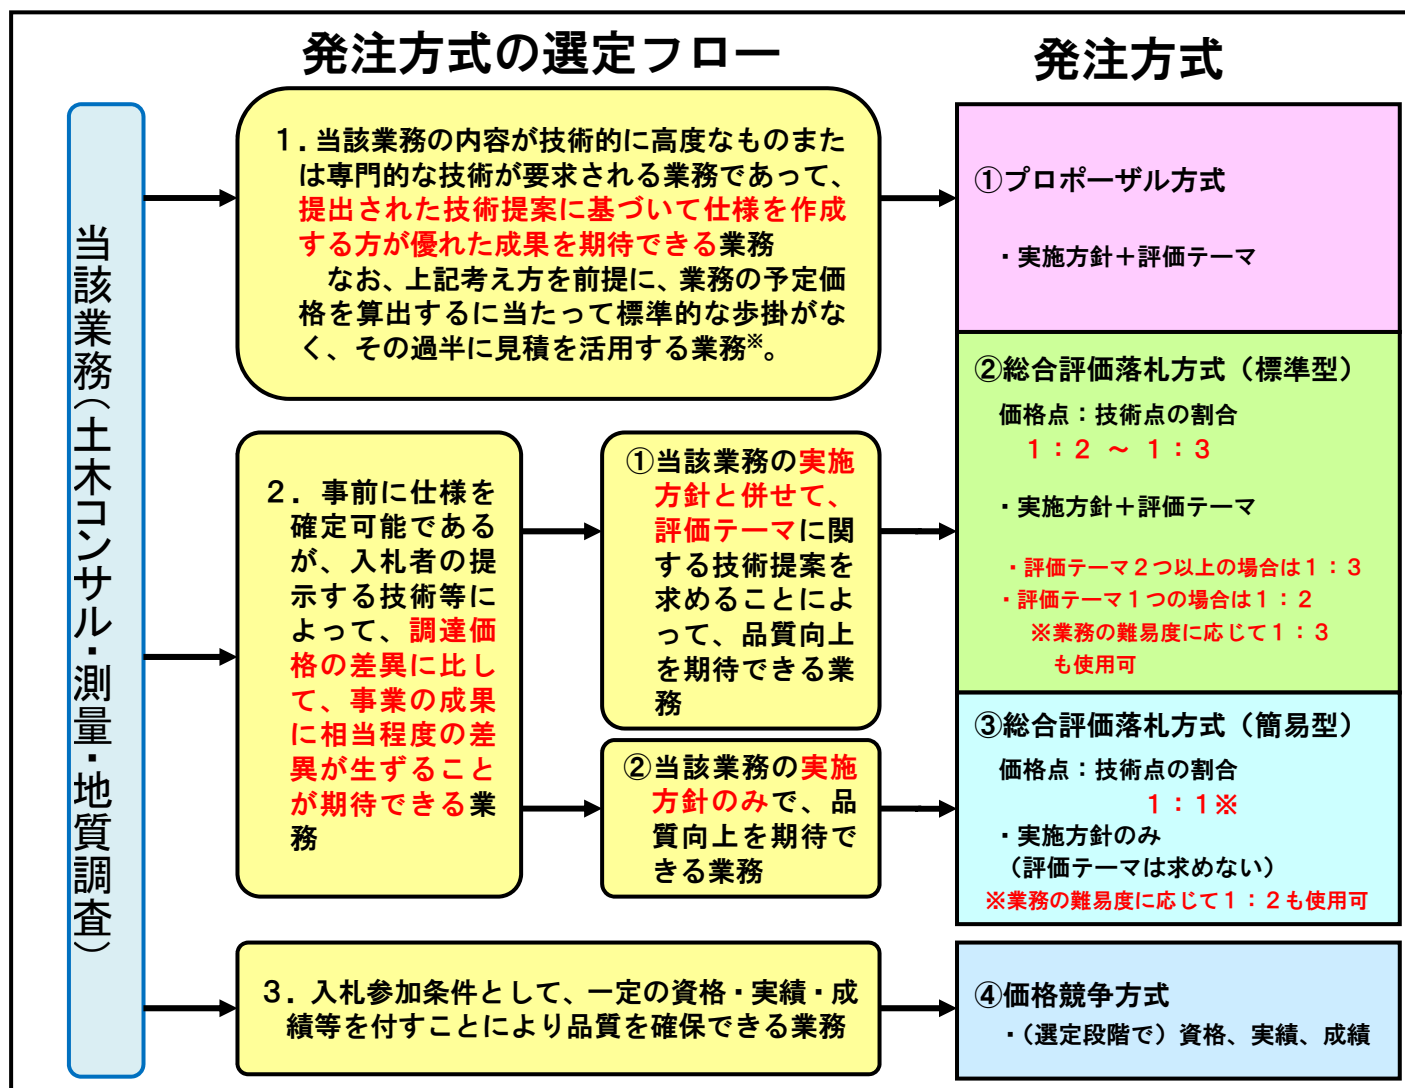 発注方式の選定フロー
発注方式
当該業務(土木コンサル・測量・地質調査)
1．当該業務の内容が技術的に高度なものまた
は専門的な技術が要求される業務であって、
提出された技術提案に基づいて仕様を作成
する方が優れた成果を期待できる業務
なお、上記考え方を前提に、業務の予定価
格を算出するに当たって標準的な歩掛がな
く、その過半に見積を活用する業務※。
2．事前に仕様を
確定可能である
が、入札者の提
示する技術等に
よって、調達価
格の差異に比し
て、事業の成果
に相当程度の差
異が生ずること
が期待できる業
務
①当該業務の実施
方針と併せて、
評価テーマに関
する技術提案を
求めることによ
って、品質向上
を期待できる業
務
②当該業務の実施
方針のみで、品
質向上を期待で
きる業務
3．入札参加条件として、一定の資格・実績・成
績等を付すことにより品質を確保できる業務
①プロポーザル方式
・実施方針＋評価テーマ
②総合評価落札方式（標準型）
価格点：技術点の割合
1：2 ～ 1：3
・実施方針＋評価テーマ
・評価テーマ2つ以上の場合は1：3
・評価テーマ1つの場合は1：2
※業務の難易度に応じて1：3
も使用可
③総合評価落札方式（簡易型）
価格点：技術点の割合
1：1※
・実施方針のみ
（評価テーマは求めない）
※業務の難易度に応じて1：2も使用可
④価格競争方式
・（選定段階で）資格、実績、成績